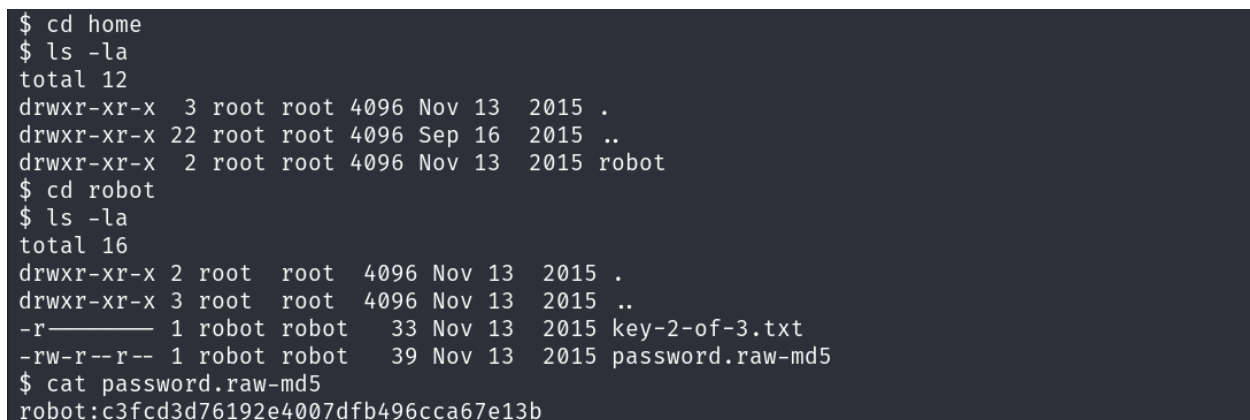 $ cd home
$ ls -la
total 12
drwxr-xr-x  3 root root 4096 Nov 13  2015 .
drwxr-xr-x 22 root root 4096 Sep 16  2015 ..
drwxr-xr-x  2 root root 4096 Nov 13  2015 robot
$ cd robot
$ ls -la
total 16
drwxr-xr-x 2 root  root  4096 Nov 13  2015 .
drwxr-xr-x 3 root  root  4096 Nov 13  2015 ..
-r-------- 1 robot robot   33 Nov 13  2015 key-2-of-3.txt
-rw-r--r-- 1 robot robot   39 Nov 13  2015 password.raw-md5
$ cat password.raw-md5
robot:c3fcd3d76192e4007dfb496cca67e13b